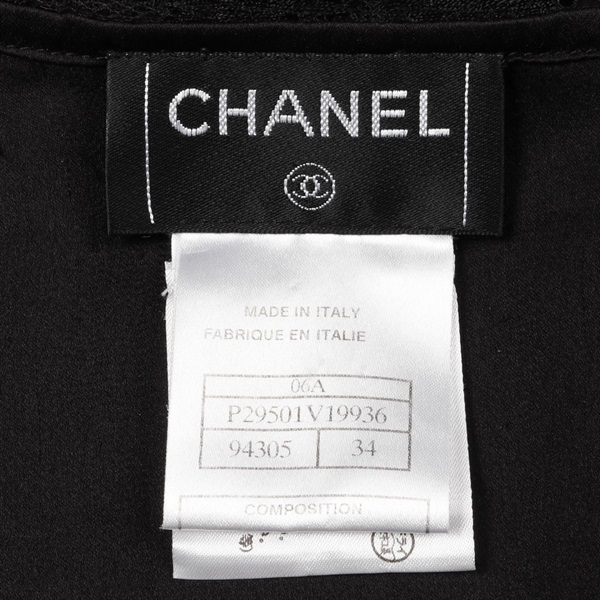 CHANEL
MADE IN ITALY
FABRIQUE EN ITALIE
06A
P29501V19936
94305 34
COMPOSITION